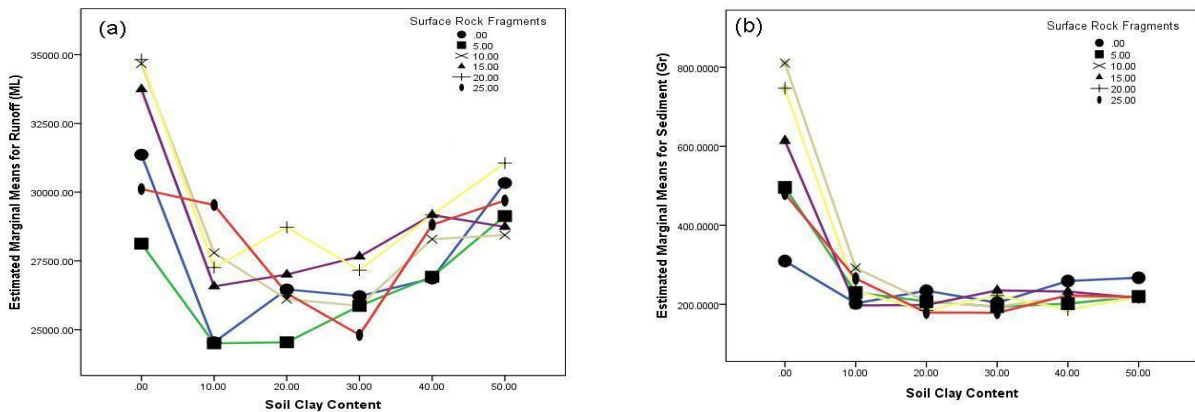 (a)
Surface Rock Fragments
.00
5.00
10.00
15.00
20.00
25.00
Estimated Marginal Means for Runoff (ML)
35000.00
32500.00
30000.00
27500.00
25000.00
.00 10.00 20.00 30.00 40.00 50.00
Soil Clay Content
(b)
Surface Rock Fragments
.00
5.00
10.00
15.00
20.00
25.00
Estimated Marginal Means for Sediment (Gr)
800.0000
600.0000
400.0000
200.0000
.00 10.00 20.00 30.00 40.00 50.00
Soil Clay Content